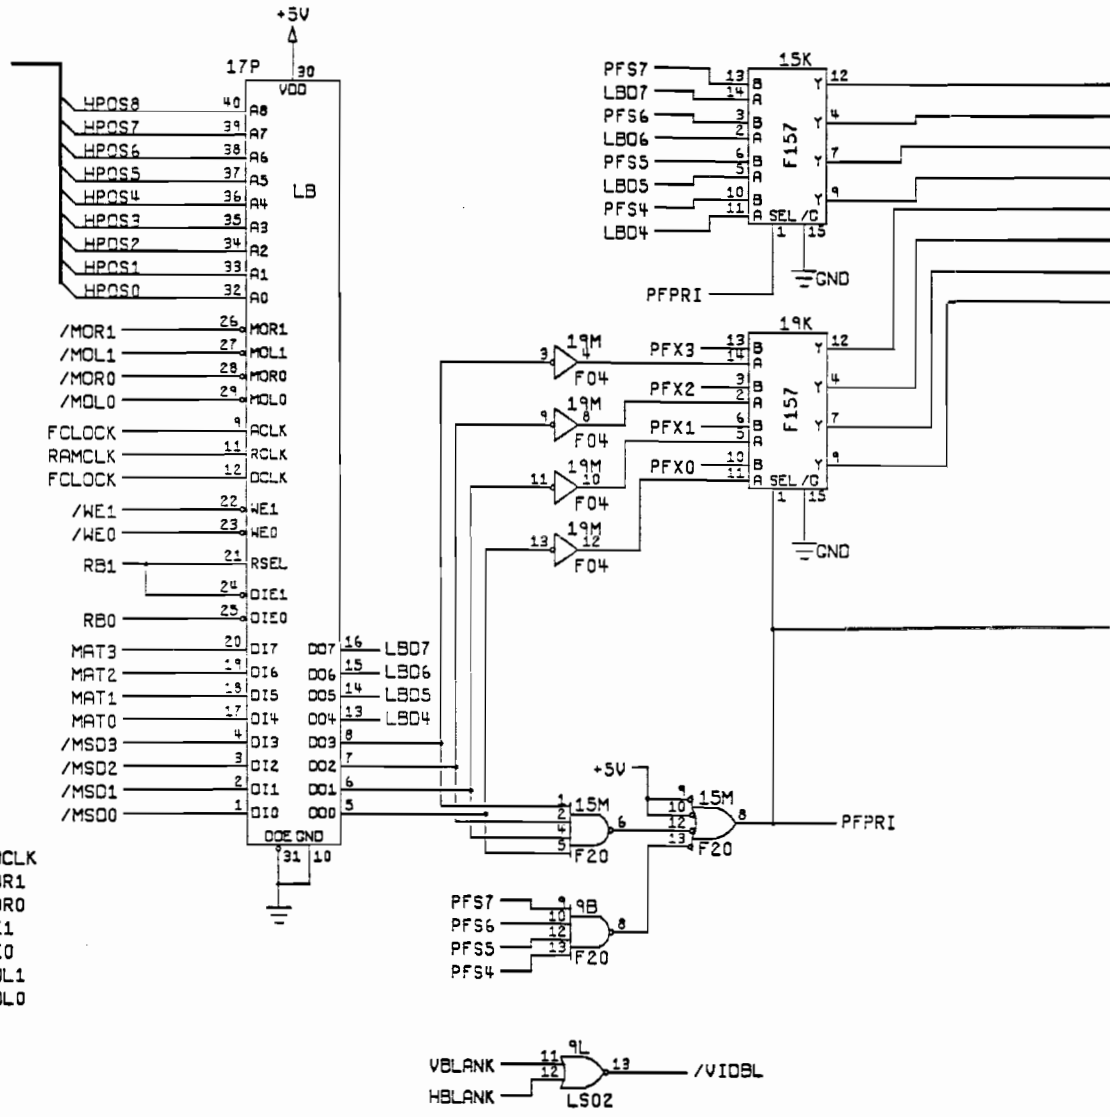 +5V
17P
30
VDD
HPOS8 40 A8
HPOS7 39 A7
HPOS6 38 A6
HPOS5 37 A5
HPOS4 36 A4
HPOS3 35 A3
HPOS2 34 A2
HPOS1 33 A1
HPOS0 32 A0
LB
/MOR1 26 MOR1
/MOL1 27 MOL1
/MOR0 28 MOR0
/MOL0 29 MOL0
FCLOCK 9 ACLK
RAMCLK 11 RCLK
FCLOCK 12 OCLK
/WE1 22 WE1
/WE0 23 WE0
RB1 21 RSEL
24 DIE1
RB0 25 DIE0
MAT3 20 DI7 DO7 16 LBD7
MAT2 19 DI6 DO6 15 LBD6
MAT1 18 DI5 DO5 14 LBD5
MAT0 17 DI4 DO4 13 LBD4
/MSD3 4 DI3 DO3 8
/MSD2 3 DI2 DO2 7
/MSD1 2 DI1 DO1 6
/MSD0 1 DI0 DO0 5
DOE GND
31 10
15K
PFS7 13 B Y 12
LBD7 14 A
PFS6 3 B Y 4
LBD6 2 A
PFS5 6 B Y 7
LBD5 5 A
PFS4 10 B Y 9
LBD4 11 A SEL /G
F157
1 15
GND
PFPRI
19K
PFX3 13 B Y 12
14 A
PFX2 3 B Y 4
2 A
PFX1 6 B Y 7
5 A
PFX0 10 B Y 9
11 A
SEL /G
F157
1 15
GND
19M
3 4
F04
19M
9 8
F04
19M
11 10
F04
19M
13 12
F04
+5V
15M
1
2
4
5
6
F20
15M
9
10
12
13
8
F20
PFPRI
PFS7 9 9B
PFS6 10
PFS5 12
PFS4 13
8
F20
9L
VBLANK 11
HBLANK 12
13 /VIDBL
LS02
CLK
R1
R0
1
0
L1
L0